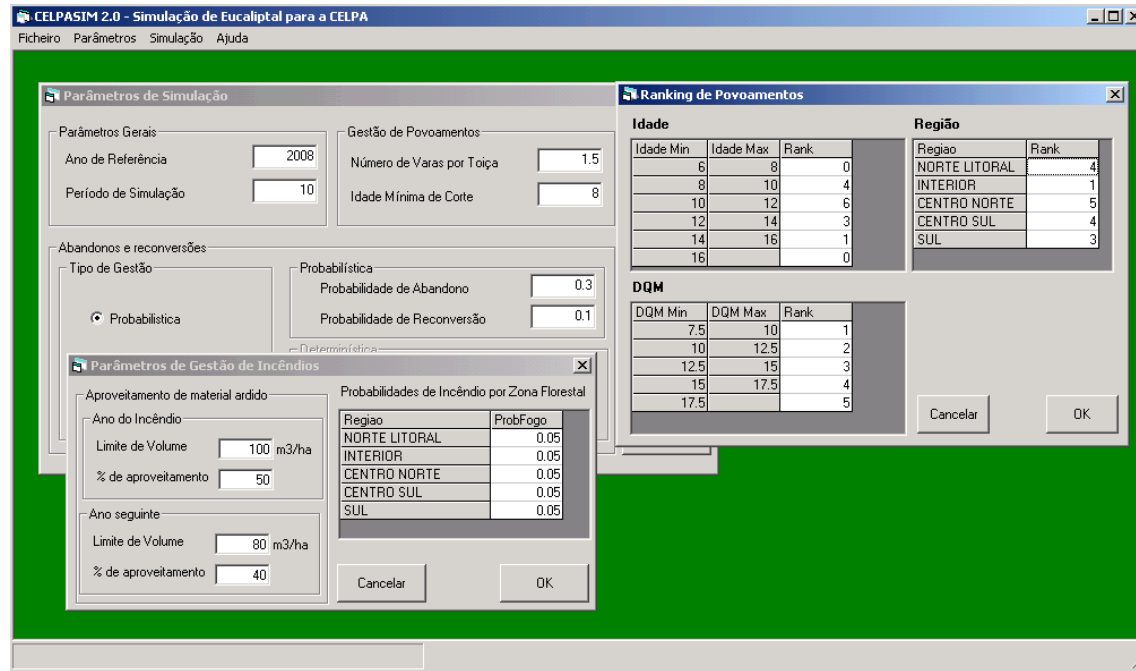 CELPASIM 2.0 - Simulação de Eucaliptal para a CELPA
Ficheiro Parâmetros Simulação Ajuda
Parâmetros de Simulação
Parâmetros Gerais
Ano de Referência 2008
Período de Simulação 10
Gestão de Povoamentos
Número de Varas por Toiça 1.5
Idade Mínima de Corte 8
Abandonos e reconversões
Tipo de Gestão
Probabilistica
Probabilística
Probabilidade de Abandono 0.3
Probabilidade de Reconversão 0.1
Determinística
Ranking de Povoamentos
Idade
Idade Min Idade Max Rank
6 8 0
8 10 4
10 12 6
12 14 3
14 16 1
16 0
Região
Regiao Rank
NORTE LITORAL 4
INTERIOR 1
CENTRO NORTE 5
CENTRO SUL 4
SUL 3
DQM
DQM Min DQM Max Rank
7.5 10 1
10 12.5 2
12.5 15 3
15 17.5 4
17.5 5
Cancelar OK
Parâmetros de Gestão de Incêndios
Aproveitamento de material ardido
Ano do Incêndio
Limite de Volume 100 m3/ha
% de aproveitamento 50
Ano seguinte
Limite de Volume 80 m3/ha
% de aproveitamento 40
Probabilidades de Incêndio por Zona Florestal
Regiao ProbFogo
NORTE LITORAL 0.05
INTERIOR 0.05
CENTRO NORTE 0.05
CENTRO SUL 0.05
SUL 0.05
Cancelar OK